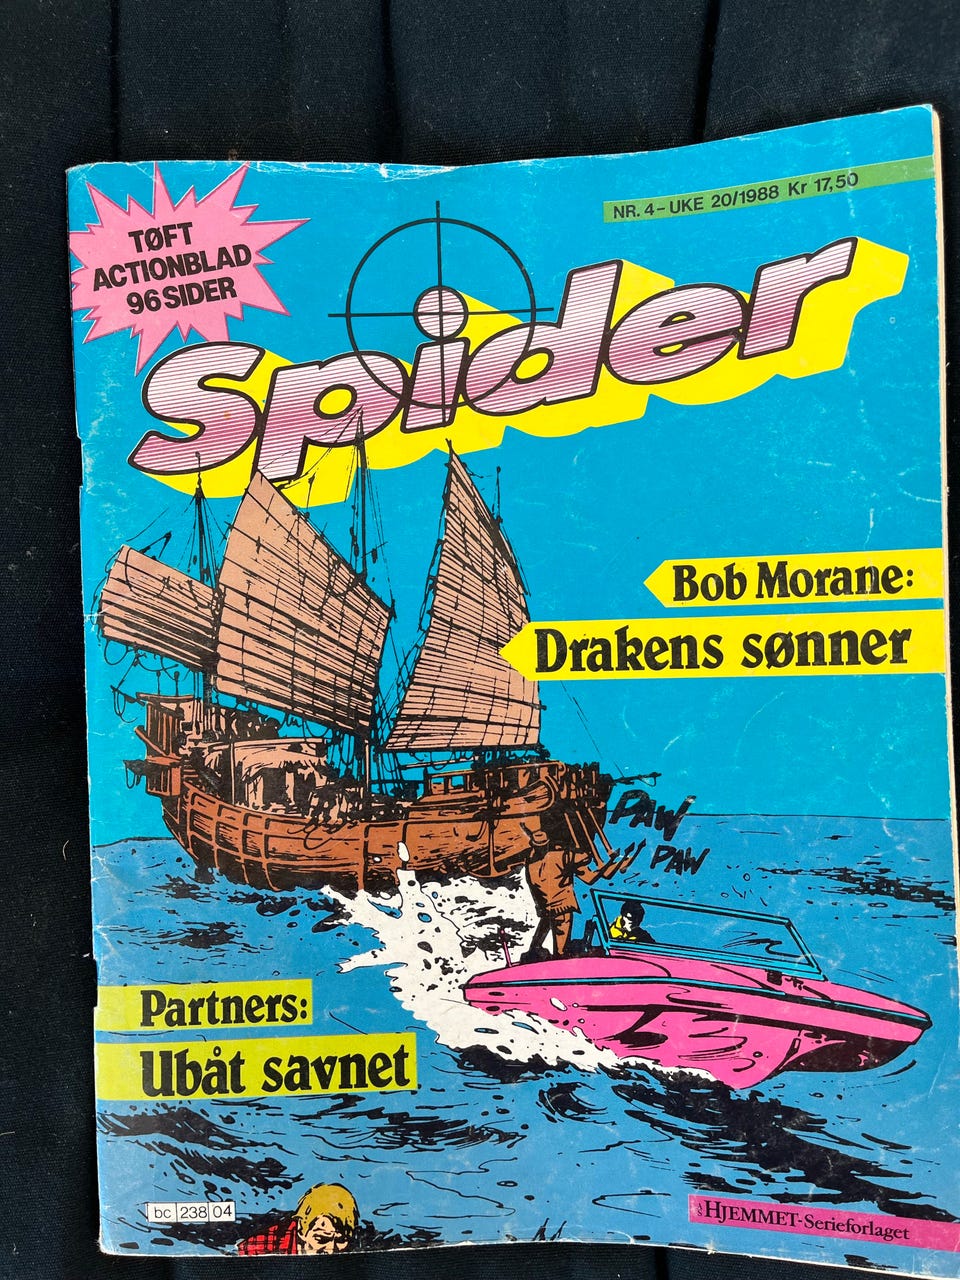 NR. 4 - UKE 20/1988 Kr 17,50
TØFT
ACTIONBLAD
96 SIDER
Spider
Bob Morane:
Drakens sønner
PAW
PAW
Partners:
Ubåt savnet
bc 238 04
HJEMMET-Serieforlaget